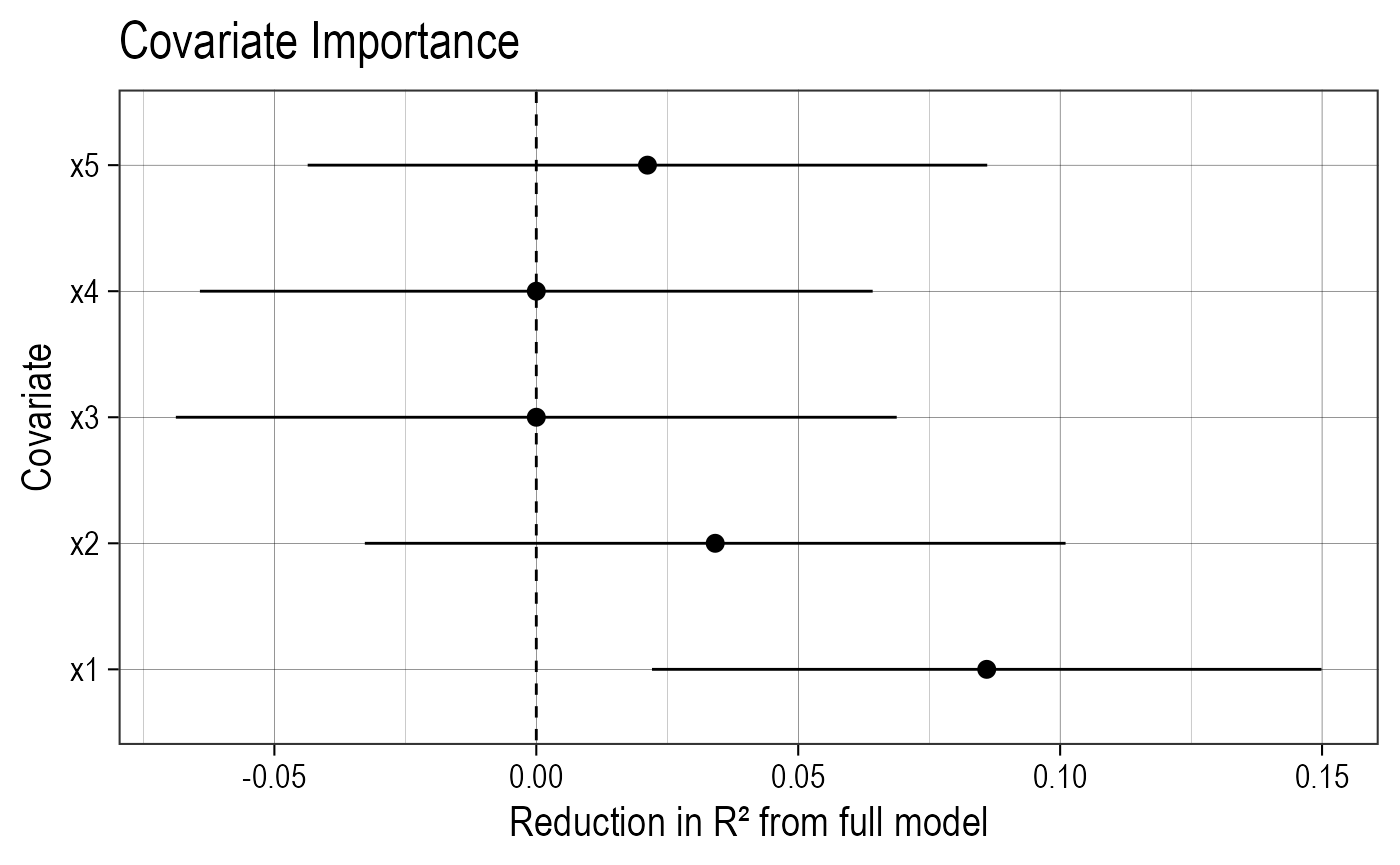 Covariate Importance
x5
x4
x3
x2
x1
Covariate
-0.05 0.00 0.05 0.10 0.15
Reduction in R² from full model